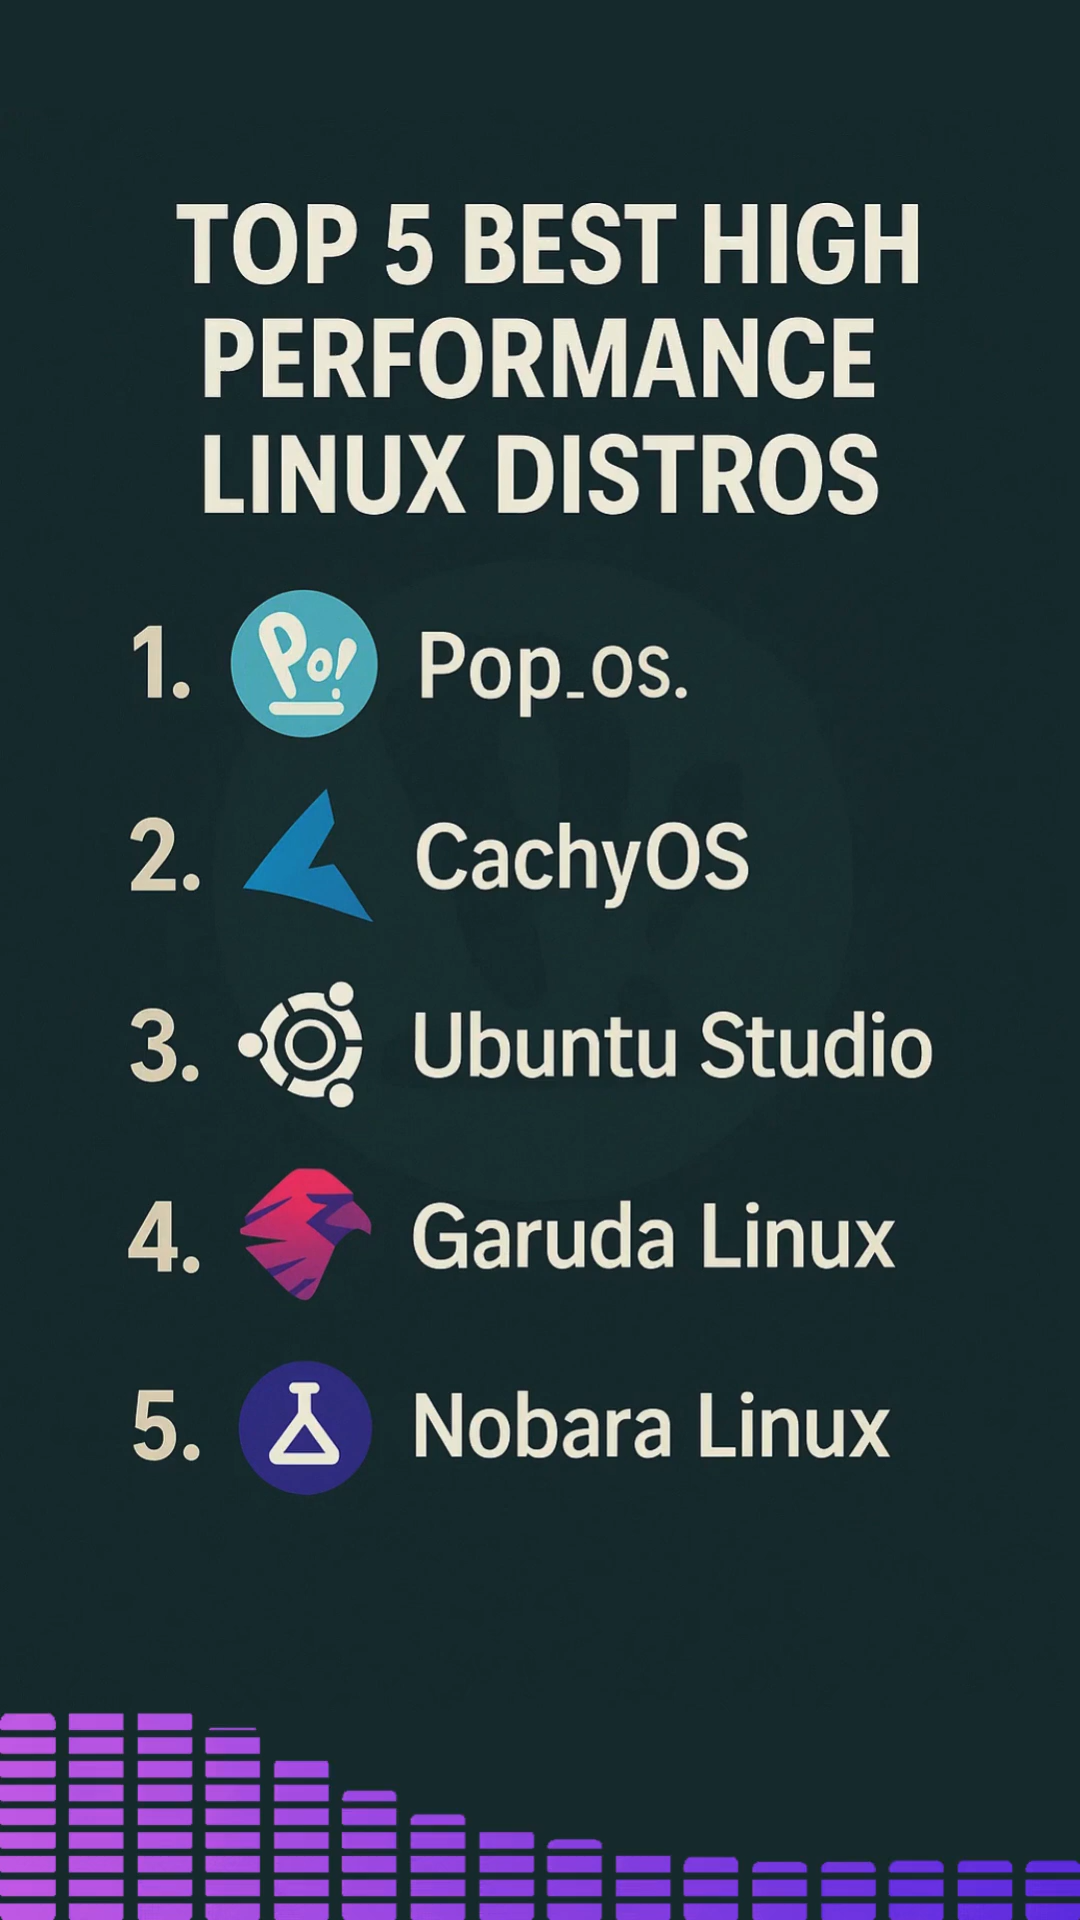 TOP 5 BEST HIGH
PERFORMANCE
LINUX DISTROS
1. Po! Pop_OS.
2. CachyOS
3. Ubuntu Studio
4. Garuda Linux
5. Nobara Linux